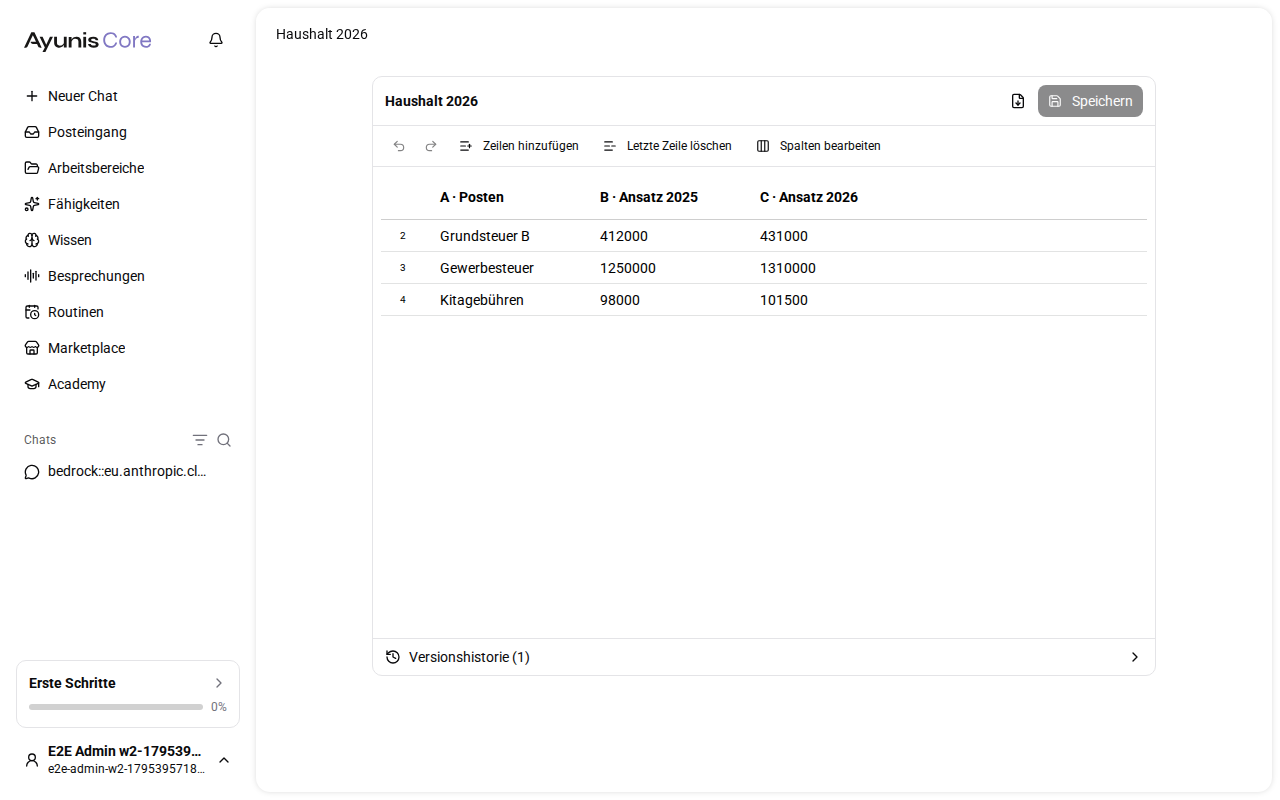 Ayunis Core
Neuer Chat
Posteingang
Arbeitsbereiche
Fähigkeiten
Wissen
Besprechungen
Routinen
Marketplace
Academy
Chats
bedrock::eu.anthropic.cl...
Erste Schritte
0%
E2E Admin w2-179539...
e2e-admin-w2-1795395718...
Haushalt 2026
Haushalt 2026
Speichern
Zeilen hinzufügen Letzte Zeile löschen Spalten bearbeiten
A · Posten B · Ansatz 2025 C · Ansatz 2026
2 Grundsteuer B 412000 431000
3 Gewerbesteuer 1250000 1310000
4 Kitagebühren 98000 101500
Versionshistorie (1)